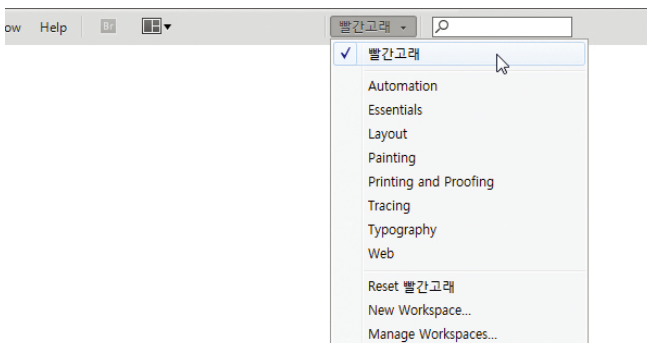 ow Help Br 빨간고래
빨간고래
Automation
Essentials
Layout
Painting
Printing and Proofing
Tracing
Typography
Web
Reset 빨간고래
New Workspace...
Manage Workspaces...